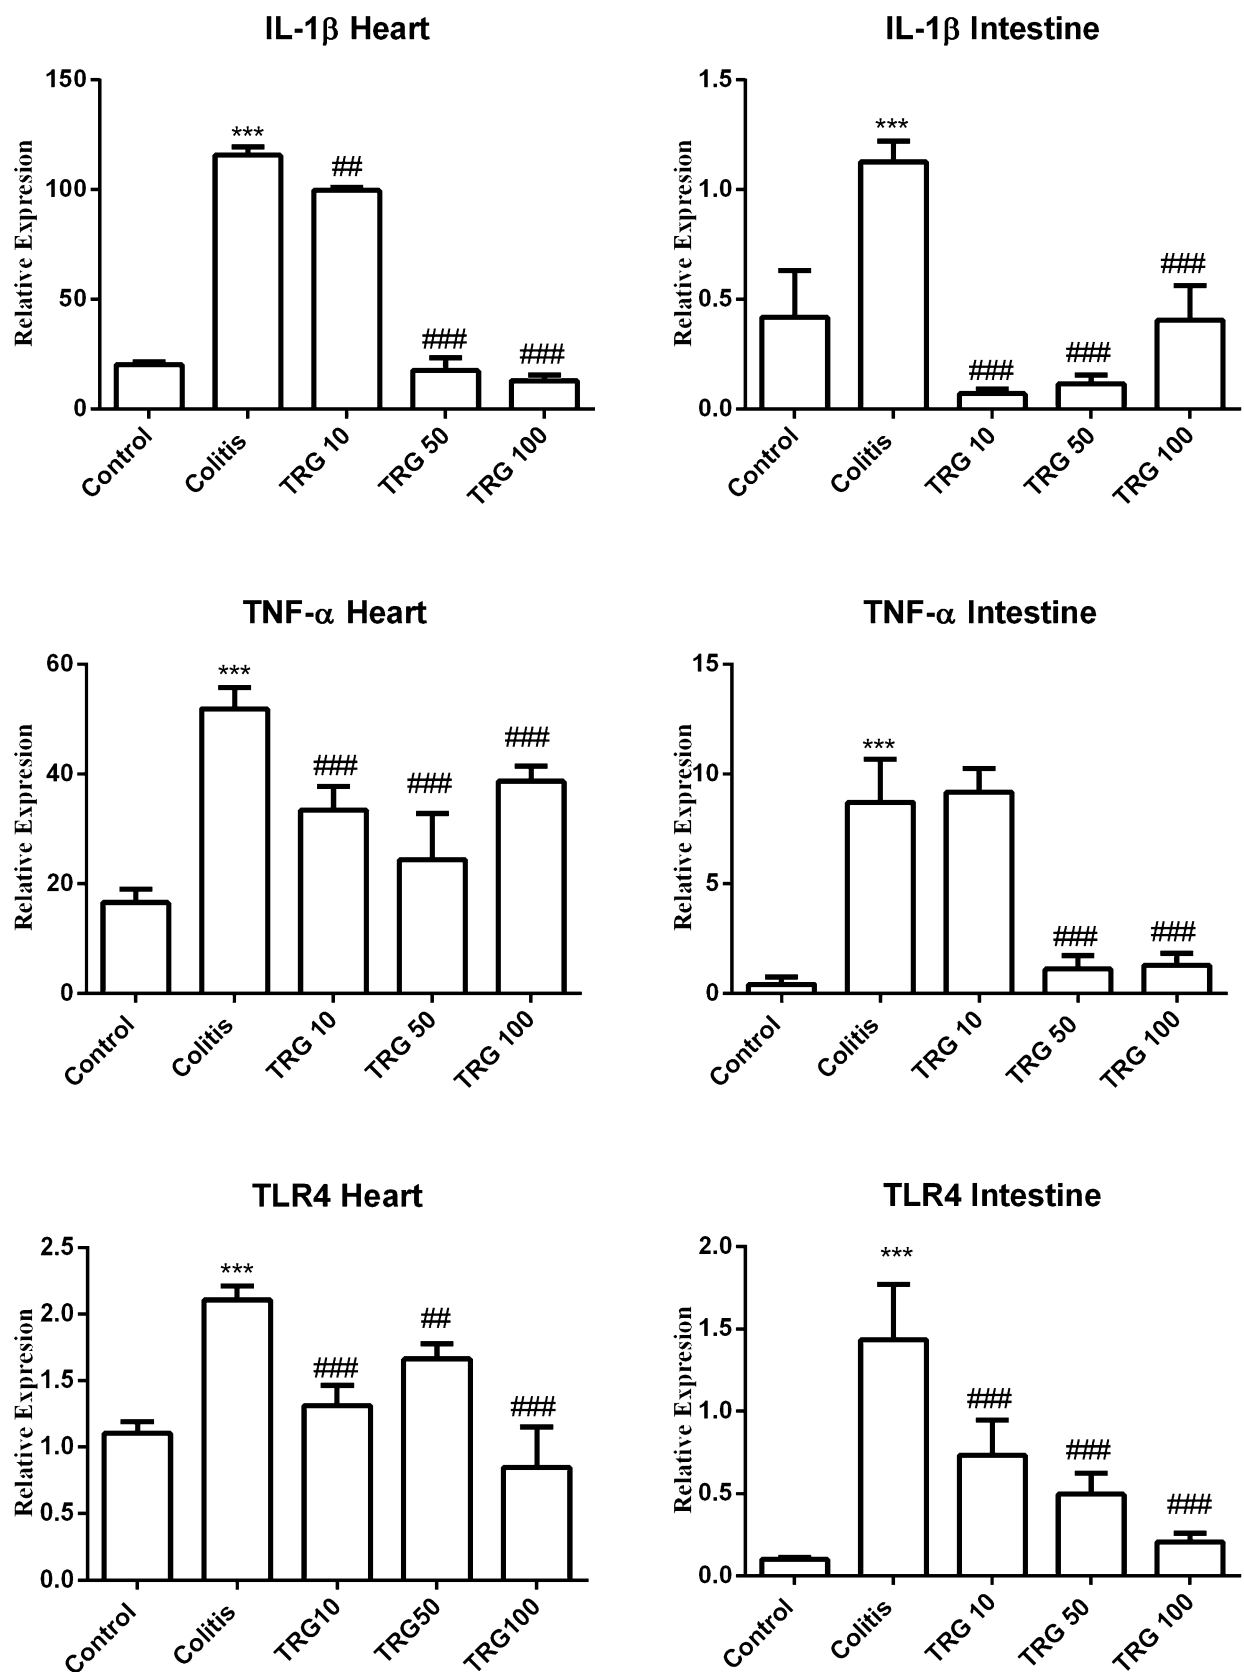 IL-1β Heart
Relative Expresion
150
100
50
0
***
##
###
###
Control
Colitis
TRG 10
TRG 50
TRG 100
IL-1β Intestine
Relative Expresion
1.5
1.0
0.5
0.0
***
###
###
###
Control
Colitis
TRG 10
TRG 50
TRG 100
TNF-α Heart
Relative Expresion
60
40
20
0
***
###
###
###
Control
Colitis
TRG 10
TRG 50
TRG 100
TNF-α Intestine
Relative Expresion
15
10
5
0
***
###
###
Control
Colitis
TRG 10
TRG 50
TRG 100
TLR4 Heart
Relative Expresion
2.5
2.0
1.5
1.0
0.5
0.0
***
###
##
###
Control
Colitis
TRG10
TRG50
TRG100
TLR4 Intestine
Relative Expresion
2.0
1.5
1.0
0.5
0.0
***
###
###
###
Control
Colitis
TRG 10
TRG 50
TRG 100